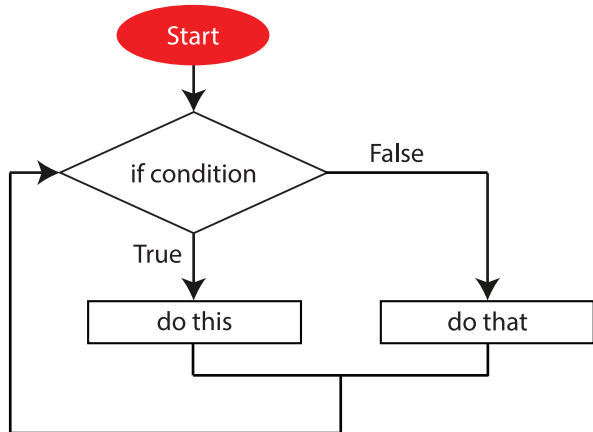 Start
if condition
False
True
do this
do that